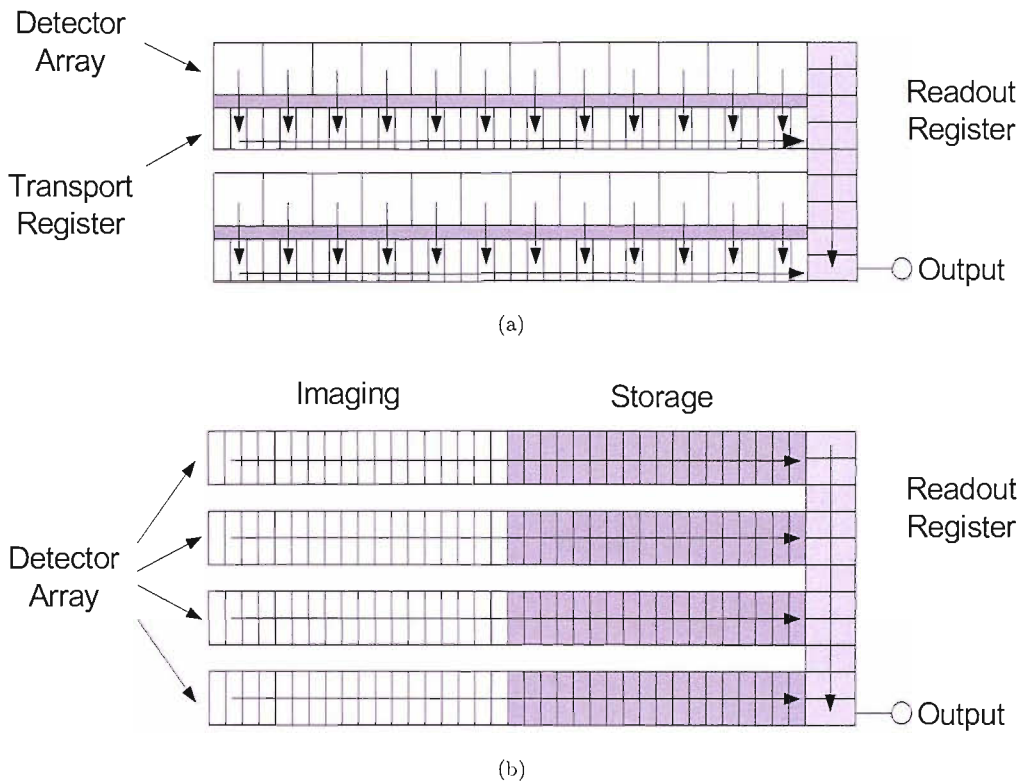 Detector
Array
Readout
Register
Transport
Register
Output
(a)
Imaging
Storage
Readout
Register
Detector
Array
Output
(b)